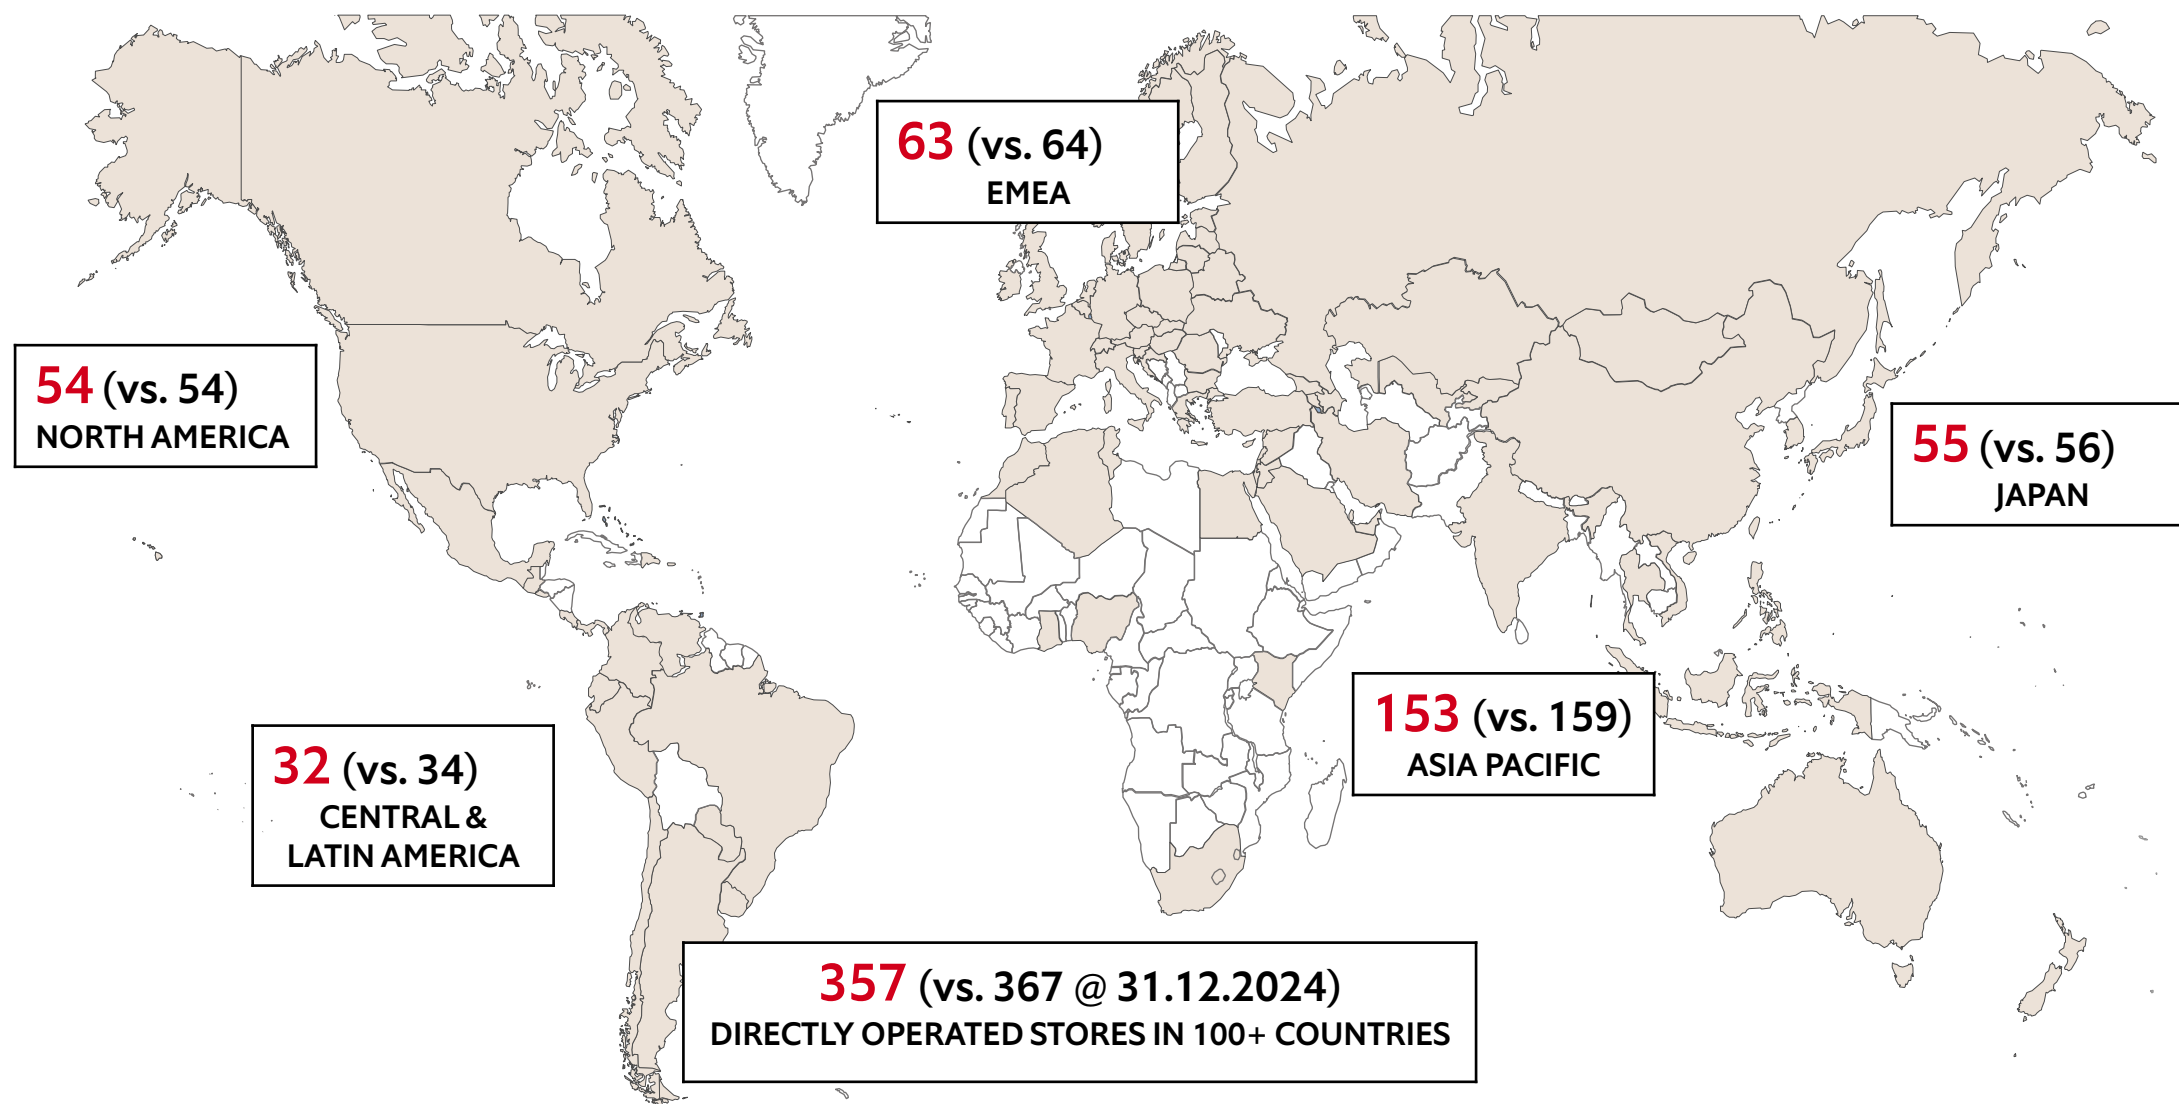 63 (vs. 64)
EMEA
54 (vs. 54)
NORTH AMERICA
55 (vs. 56)
JAPAN
153 (vs. 159)
ASIA PACIFIC
32 (vs. 34)
CENTRAL &
LATIN AMERICA
357 (vs. 367 @ 31.12.2024)
DIRECTLY OPERATED STORES IN 100+ COUNTRIES